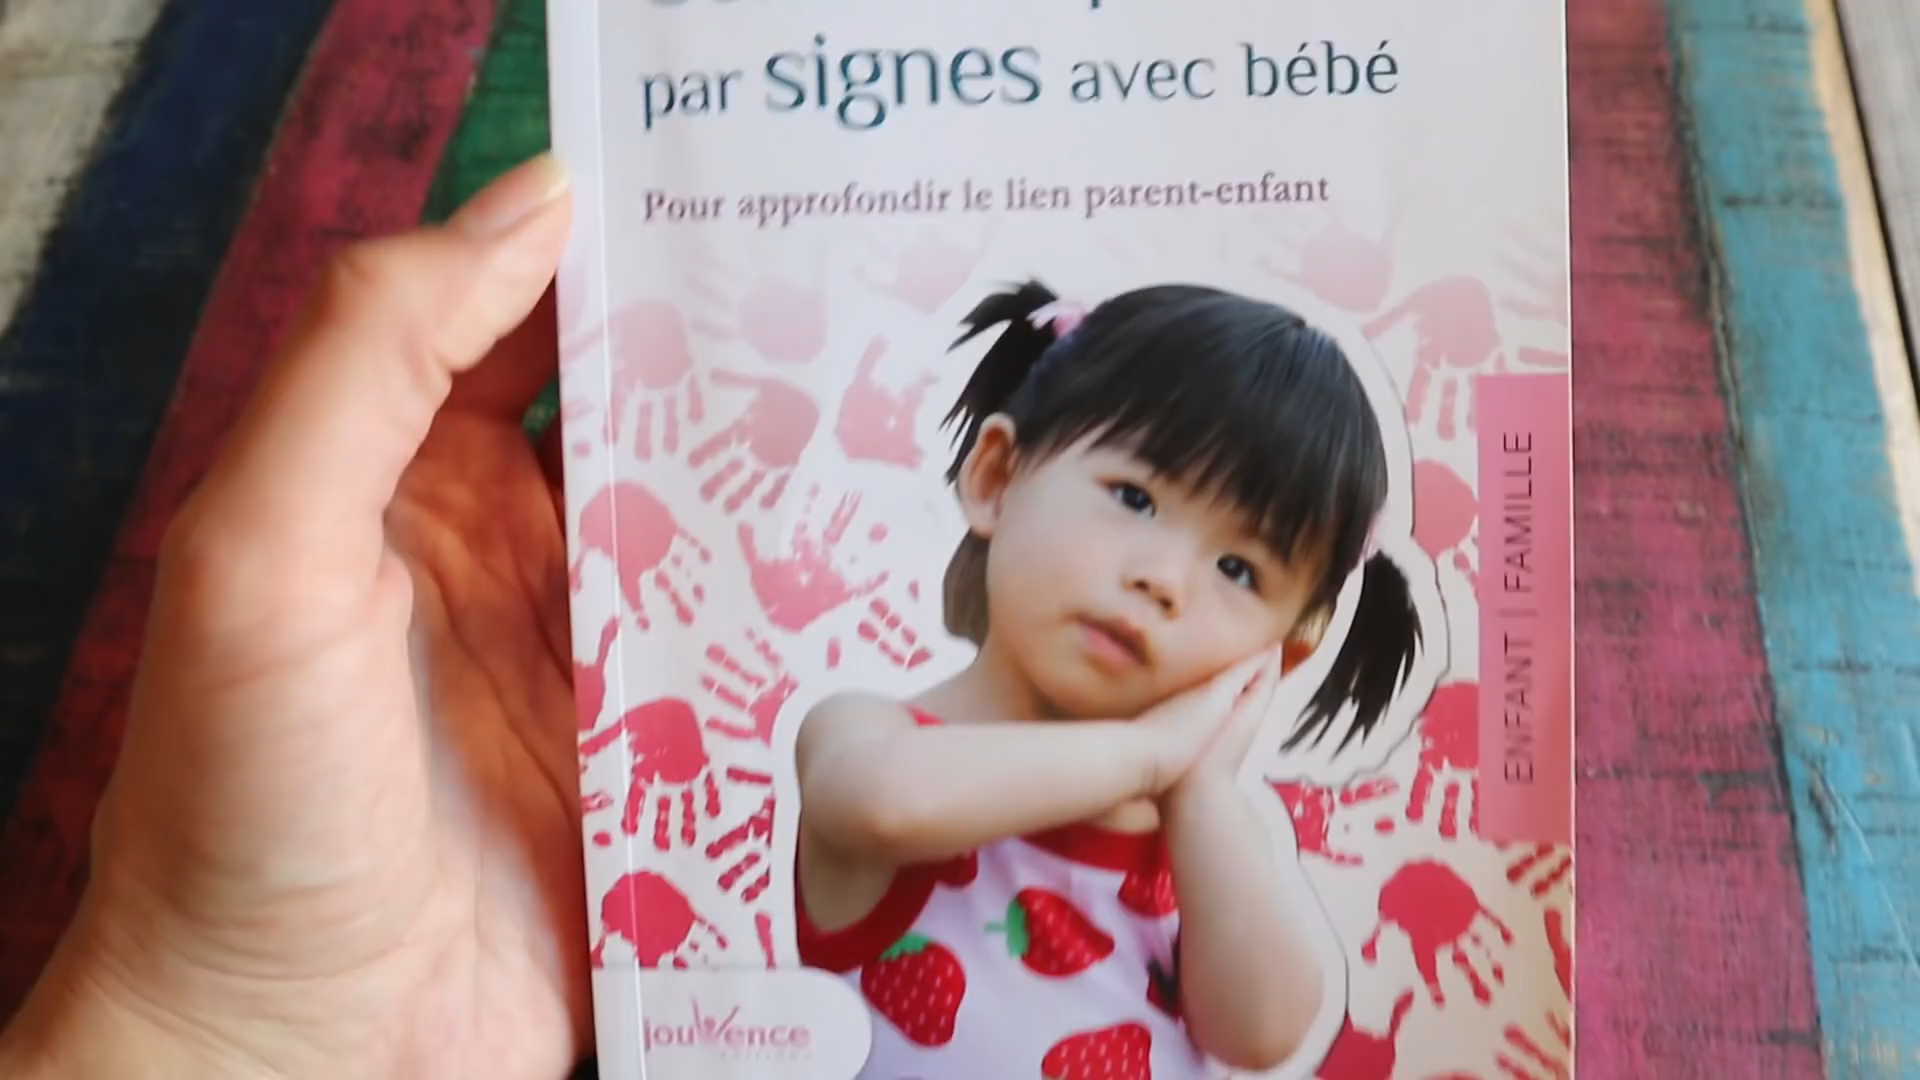 par signes avec bébé
Pour approfondir le lien parent-enfant
ENFANT | FAMILLE
jouvence